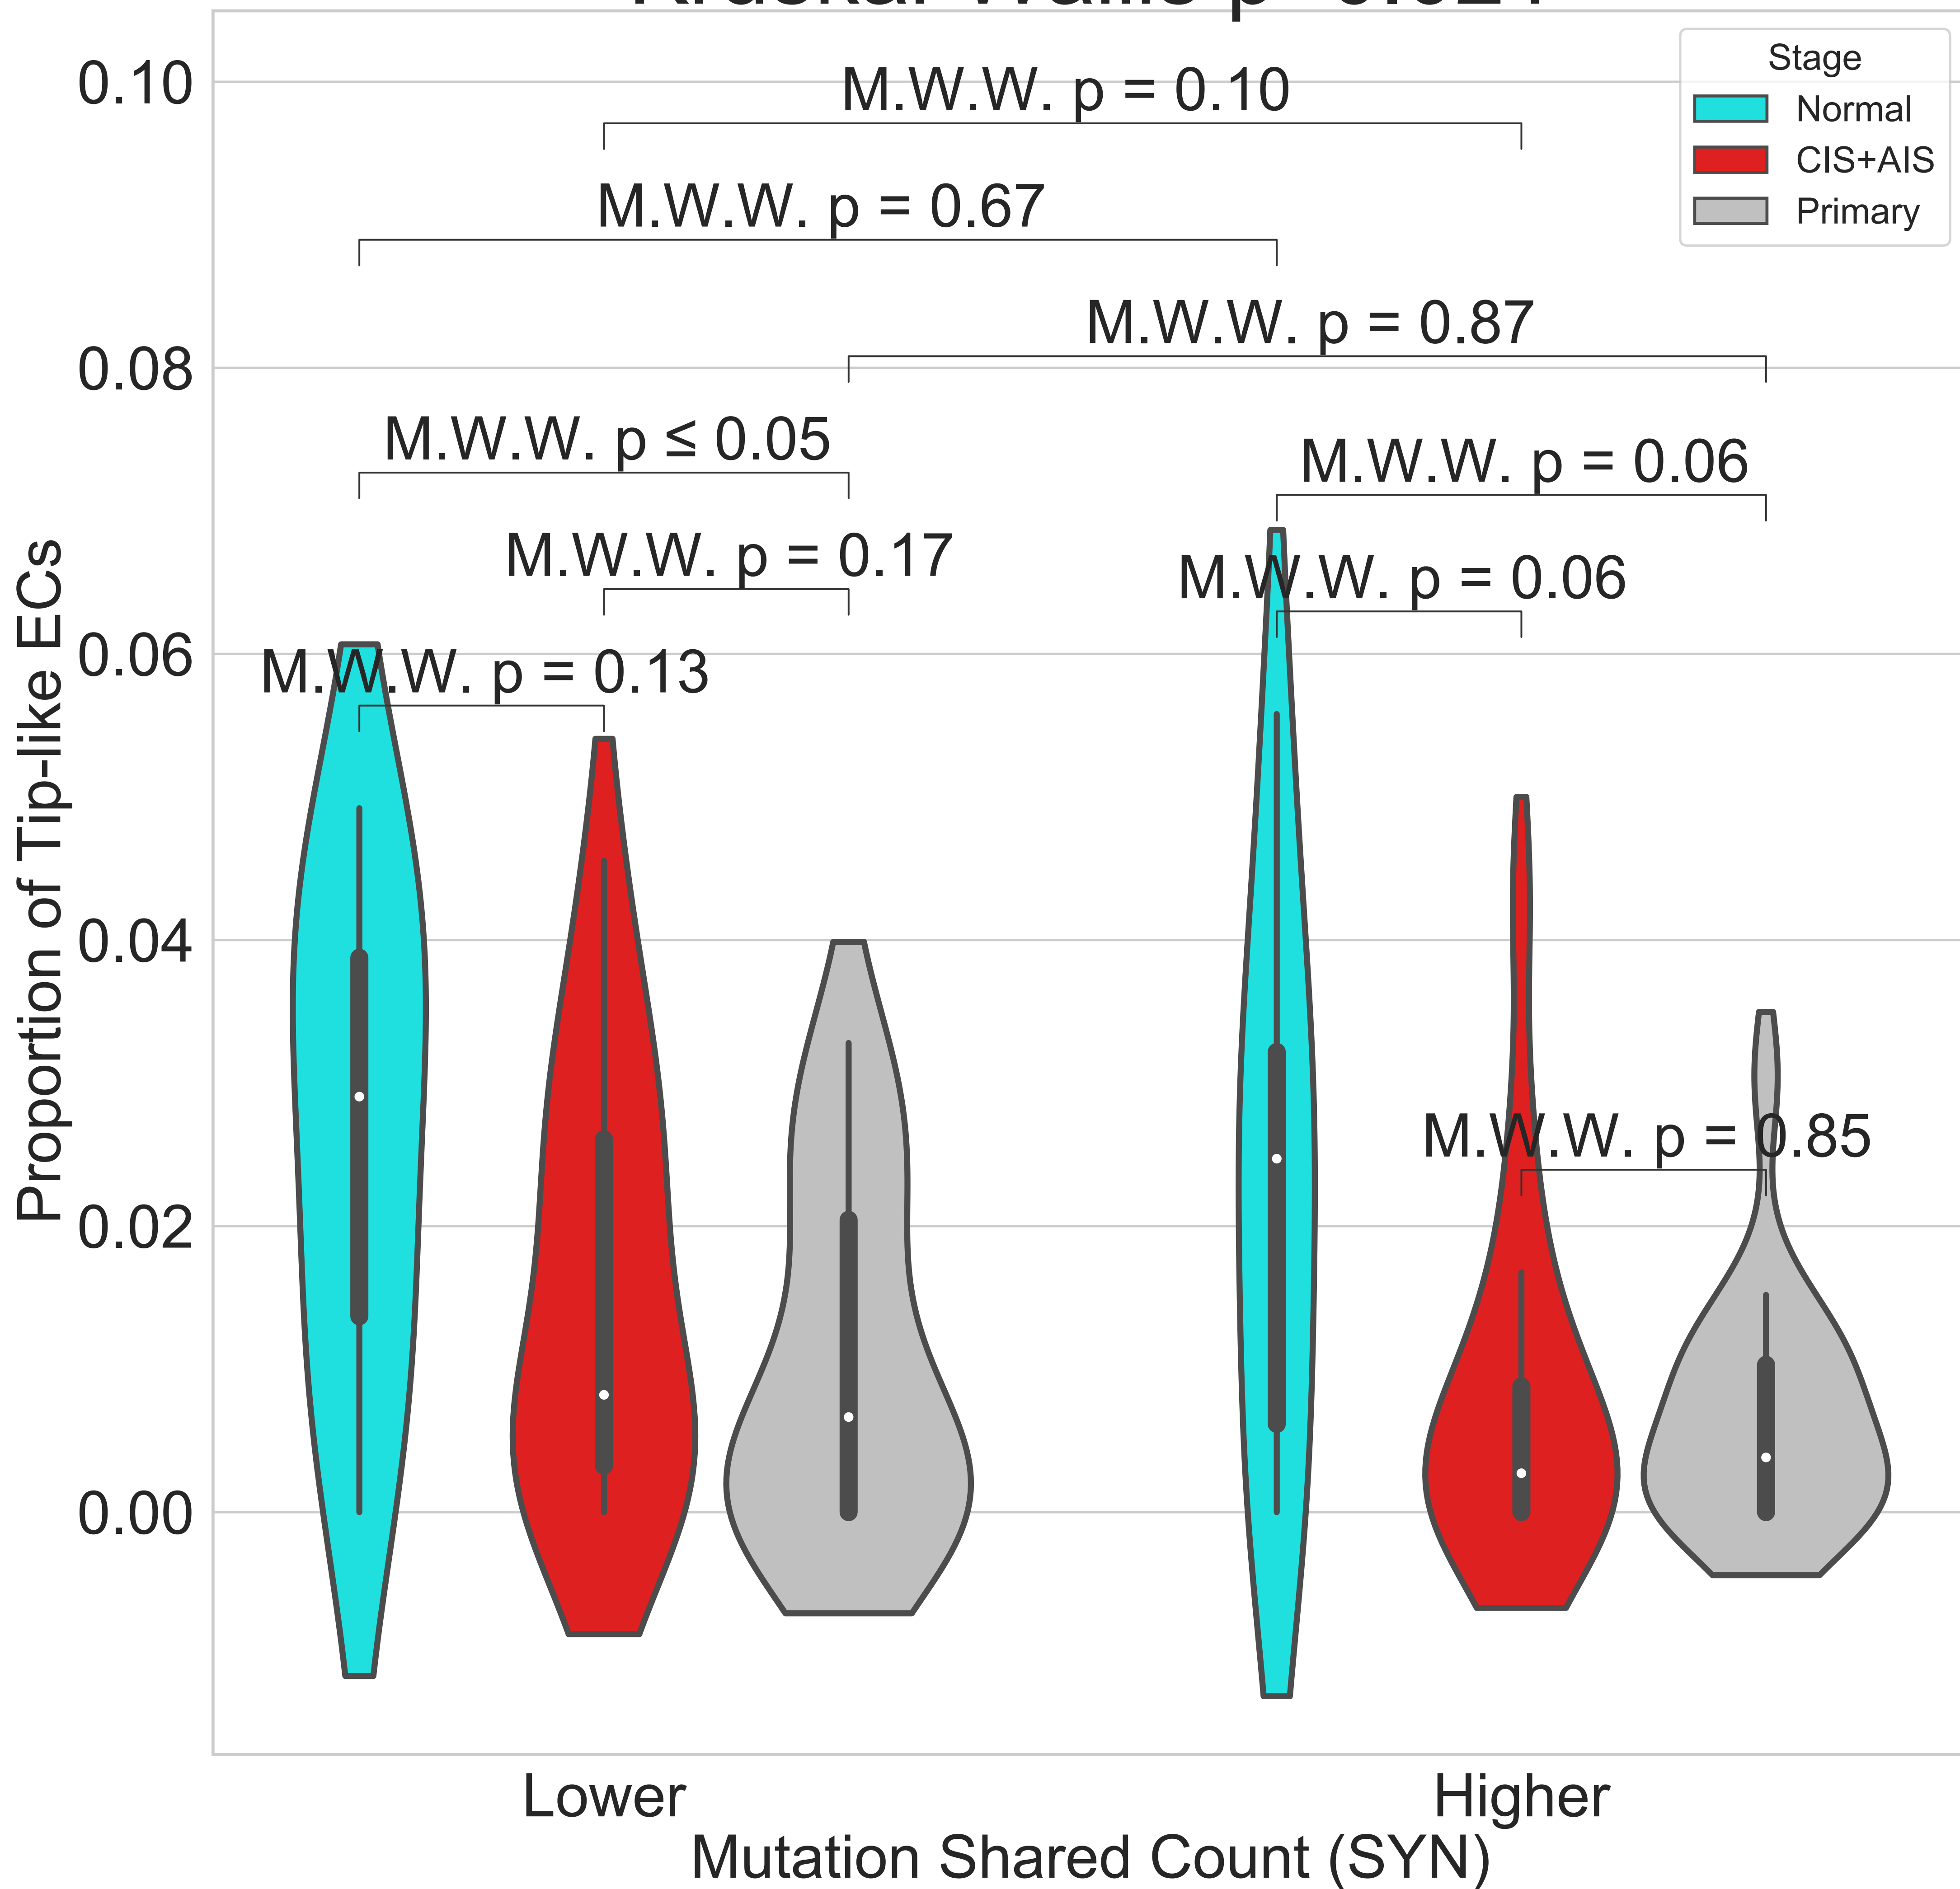 0.10
0.08
0.06
0.04
0.02
0.00
Proportion of Tip-like ECs
M.W.W. p = 0.10
M.W.W. p = 0.67
M.W.W. p = 0.87
M.W.W. p ≤ 0.05
M.W.W. p = 0.06
M.W.W. p = 0.17
M.W.W. p = 0.06
M.W.W. p = 0.13
M.W.W. p = 0.85
Stage
Normal
CIS+AIS
Primary
Lower
Higher
Mutation Shared Count (SYN)